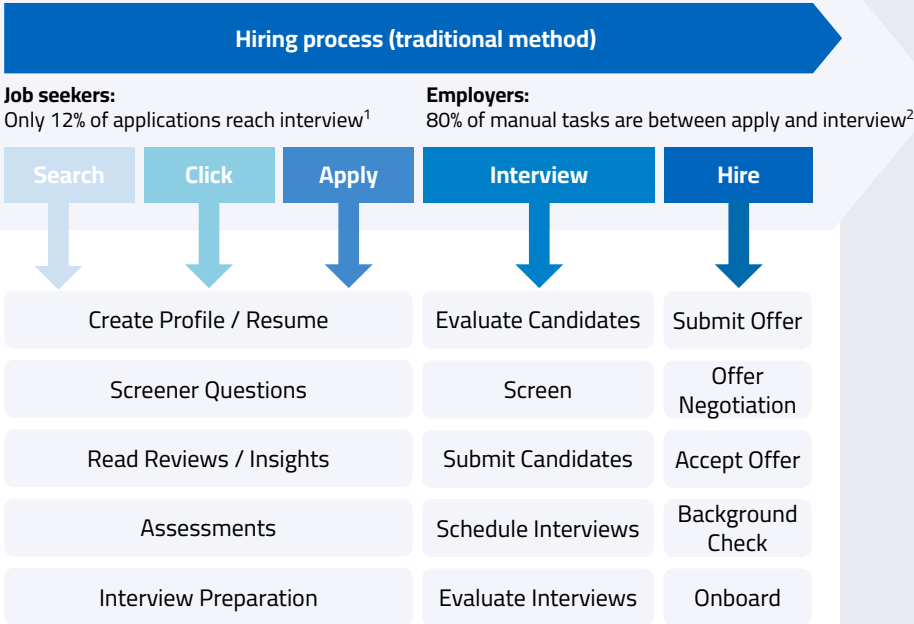 Hiring process (traditional method)
Job seekers:
Only 12% of applications reach interview1
Employers:
80% of manual tasks are between apply and interview2
Search
Click
Apply
Interview
Hire
Create Profile / Resume
Evaluate Candidates
Submit Offer
Screener Questions
Screen
Offer
Negotiation
Read Reviews / Insights
Submit Candidates
Accept Offer
Assessments
Schedule Interviews
Background
Check
Interview Preparation
Evaluate Interviews
Onboard